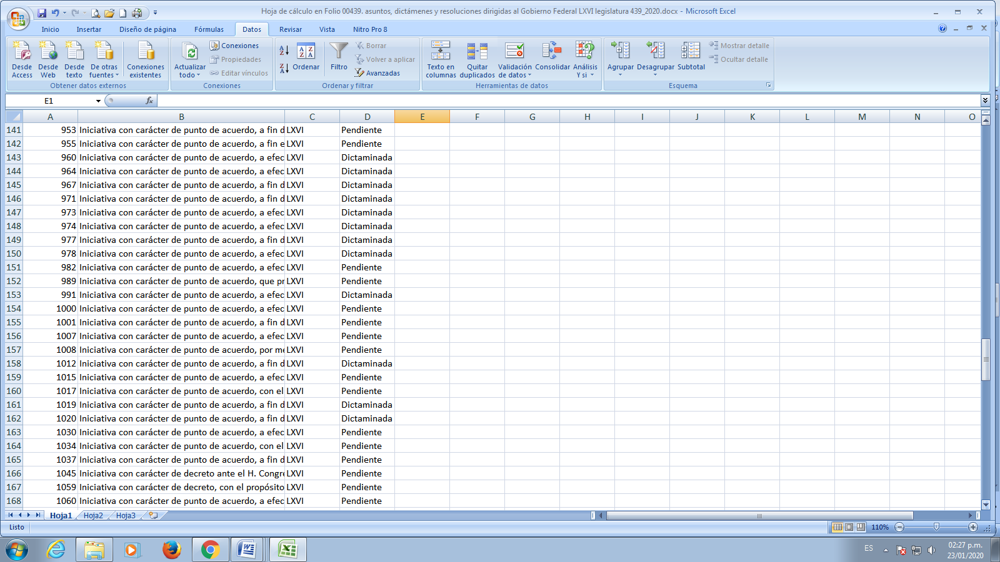 Hoja de cálculo en Folio 00439. asuntos, dictámenes y resoluciones dirigidas al Gobierno Federal LXVI legislatura 439_2020.docx - Microsoft Excel
Inicio Insertar Diseño de página Fórmulas Datos Revisar Vista Nitro Pro 8
Desde Access Desde Web Desde texto De otras fuentes Conexiones existentes
Obtener datos externos
Actualizar todo Conexiones Propiedades Editar vínculos
Conexiones
Ordenar Filtro Borrar Volver a aplicar Avanzadas
Ordenar y filtrar
Texto en columnas Quitar duplicados Validación de datos Consolidar Análisis Y si
Herramientas de datos
Agrupar Desagrupar Subtotal Mostrar detalle Ocultar detalle
Esquema
E1 fx
A B C D E F G H I J K L M N O
141 953 Iniciativa con carácter de punto de acuerdo, a fin d LXVI Pendiente
142 955 Iniciativa con carácter de punto de acuerdo, a fin e LXVI Pendiente
143 960 Iniciativa con carácter de punto de acuerdo, a efec LXVI Dictaminada
144 964 Iniciativa con carácter de punto de acuerdo, a efec LXVI Dictaminada
145 967 Iniciativa con carácter de punto de acuerdo, a fin d LXVI Dictaminada
146 971 Iniciativa con carácter de punto de acuerdo, a fin d LXVI Dictaminada
147 973 Iniciativa con carácter de punto de acuerdo, a efec LXVI Dictaminada
148 974 Iniciativa con carácter de punto de acuerdo, a efec LXVI Dictaminada
149 977 Iniciativa con carácter de punto de acuerdo, a fin d LXVI Dictaminada
150 978 Iniciativa con carácter de punto de acuerdo, a efec LXVI Dictaminada
151 982 Iniciativa con carácter de punto de acuerdo, a efec LXVI Pendiente
152 989 Iniciativa con carácter de punto de acuerdo, que pr LXVI Pendiente
153 991 Iniciativa con carácter de punto de acuerdo, a efec LXVI Dictaminada
154 1000 Iniciativa con carácter de punto de acuerdo, a efec LXVI Pendiente
155 1001 Iniciativa con carácter de punto de acuerdo, a fin d LXVI Pendiente
156 1007 Iniciativa con carácter de punto de acuerdo, a efec LXVI Pendiente
157 1008 Iniciativa con carácter de punto de acuerdo, por me LXVI Pendiente
158 1012 Iniciativa con carácter de punto de acuerdo, a fin d LXVI Dictaminada
159 1015 Iniciativa con carácter de punto de acuerdo, a efec LXVI Pendiente
160 1017 Iniciativa con carácter de punto de acuerdo, con el LXVI Pendiente
161 1019 Iniciativa con carácter de punto de acuerdo, a fin d LXVI Dictaminada
162 1020 Iniciativa con carácter de punto de acuerdo, a fin d LXVI Dictaminada
163 1030 Iniciativa con carácter de punto de acuerdo, a efec LXVI Pendiente
164 1034 Iniciativa con carácter de punto de acuerdo, con el LXVI Pendiente
165 1037 Iniciativa con carácter de punto de acuerdo, a fin d LXVI Pendiente
166 1045 Iniciativa con carácter de decreto ante el H. Congre LXVI Pendiente
167 1059 Iniciativa con carácter de decreto, con el propósito LXVI Pendiente
168 1060 Iniciativa con carácter de punto de acuerdo, a efec LXVI Pendiente
Hoja1 Hoja2 Hoja3
Listo 110%
ES 02:27 p.m.
23/01/2020